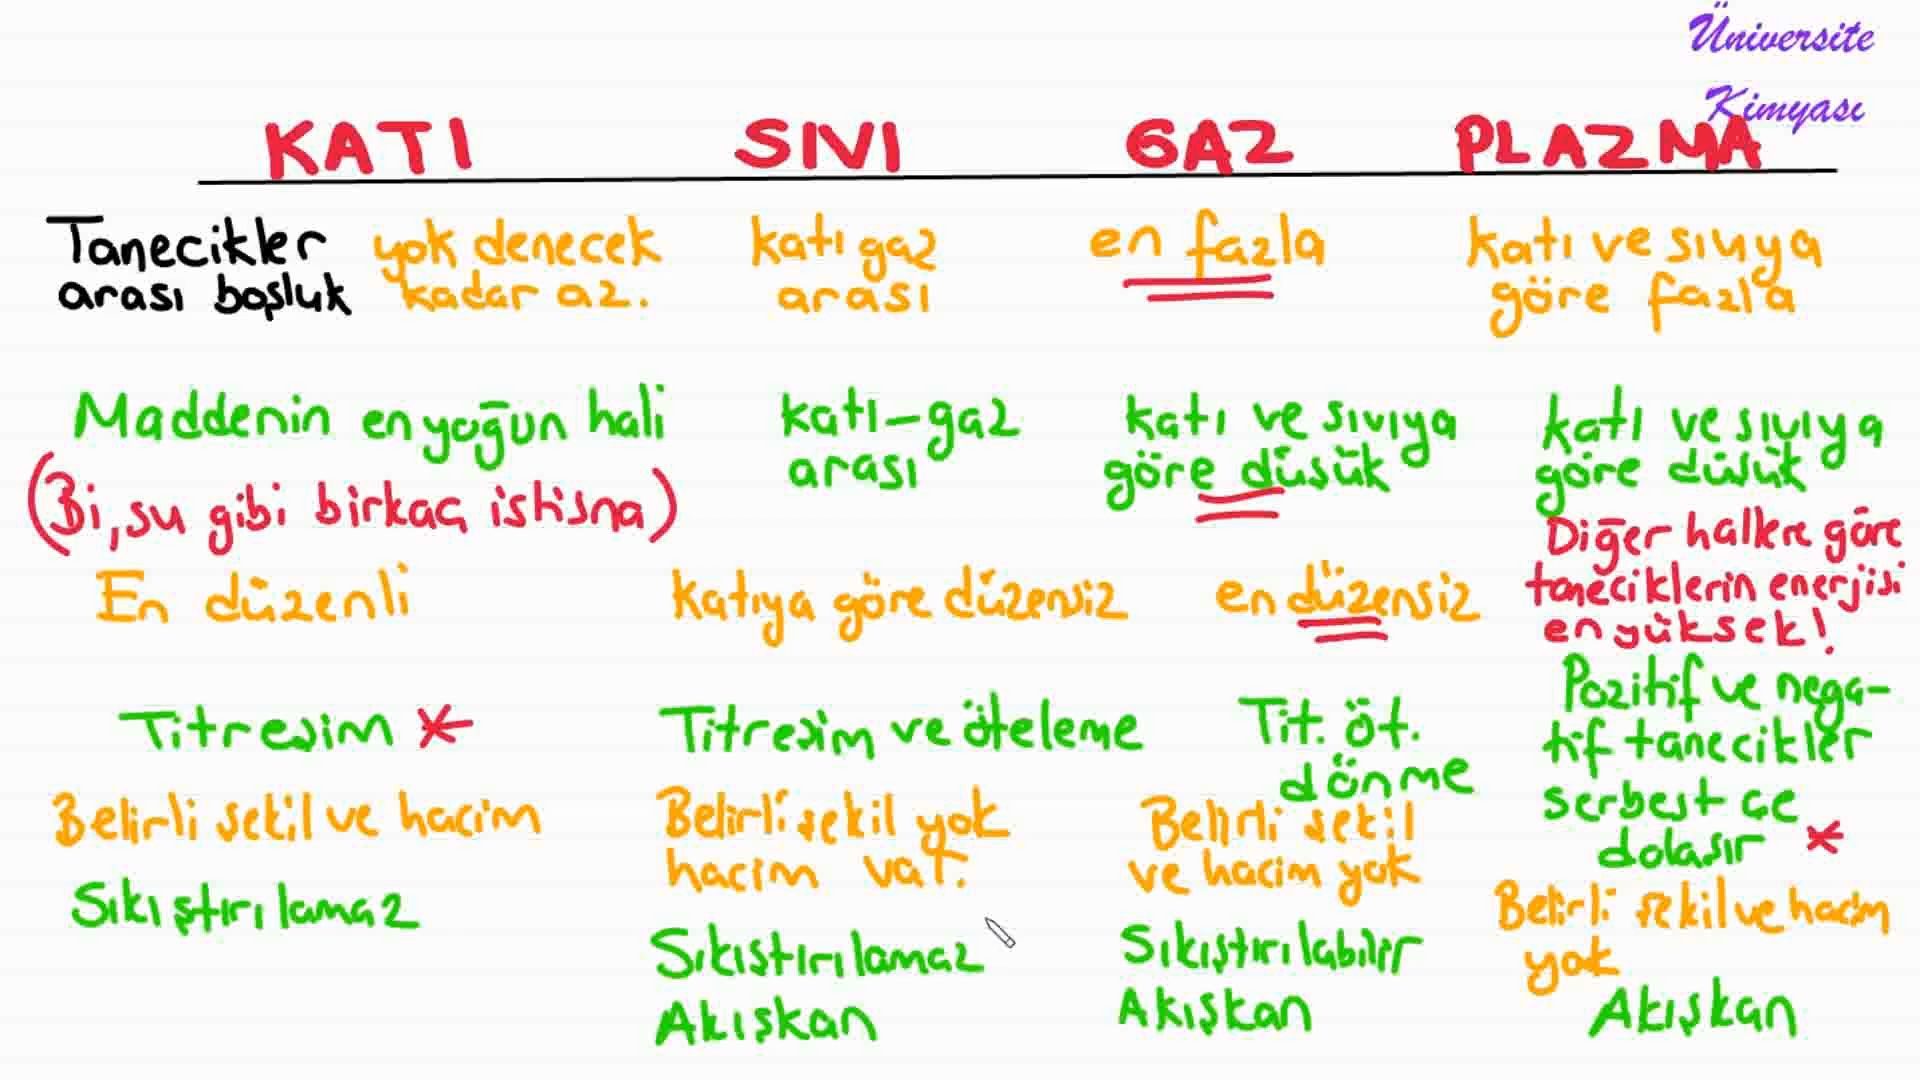 Üniversite
Kimyası
KATI SIVI GAZ PLAZMA
Tanecikler arası boşluk
yok denecek kadar az.
katı gaz arası
en fazla
katı ve sıvıya göre fazla
Maddenin en yoğun hali
(Bi, su gibi birkaç istisna)
katı-gaz arası
katı ve sıvıya göre düşük
katı ve sıvıya göre düşük
En düzenli
katıya göre düzensiz
en düzensiz
Diğer hallere göre
taneciklerin enerjisi
en yüksek!
Titreşim *
Titreşim ve öteleme
Tit. öt.
dönme
Pozitif ve nega-
tif tanecikler
serbestçe
dolaşır *
Belirli şekil ve hacim
Belirli şekil yok
hacim var.
Belirli şekil
ve hacim yok
Belirli şekil ve hacim
yok
Sıkıştırılamaz
Sıkıştırılamaz
Sıkıştırılabilir
Akışkan
Akışkan
Akışkan